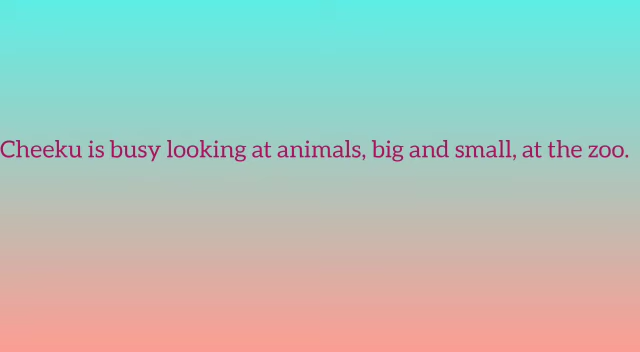 Cheeku is busy looking at animals, big and small, at the zoo.